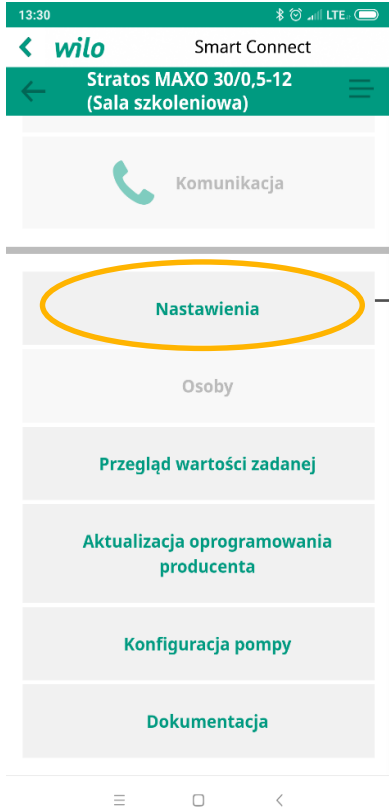 13:30
LTE
wilo
Smart Connect
Stratos MAXO 30/0,5-12
(Sala szkoleniowa)
Komunikacja
Nastawienia
Osoby
Przegląd wartości zadanej
Aktualizacja oprogramowania
producenta
Konfiguracja pompy
Dokumentacja